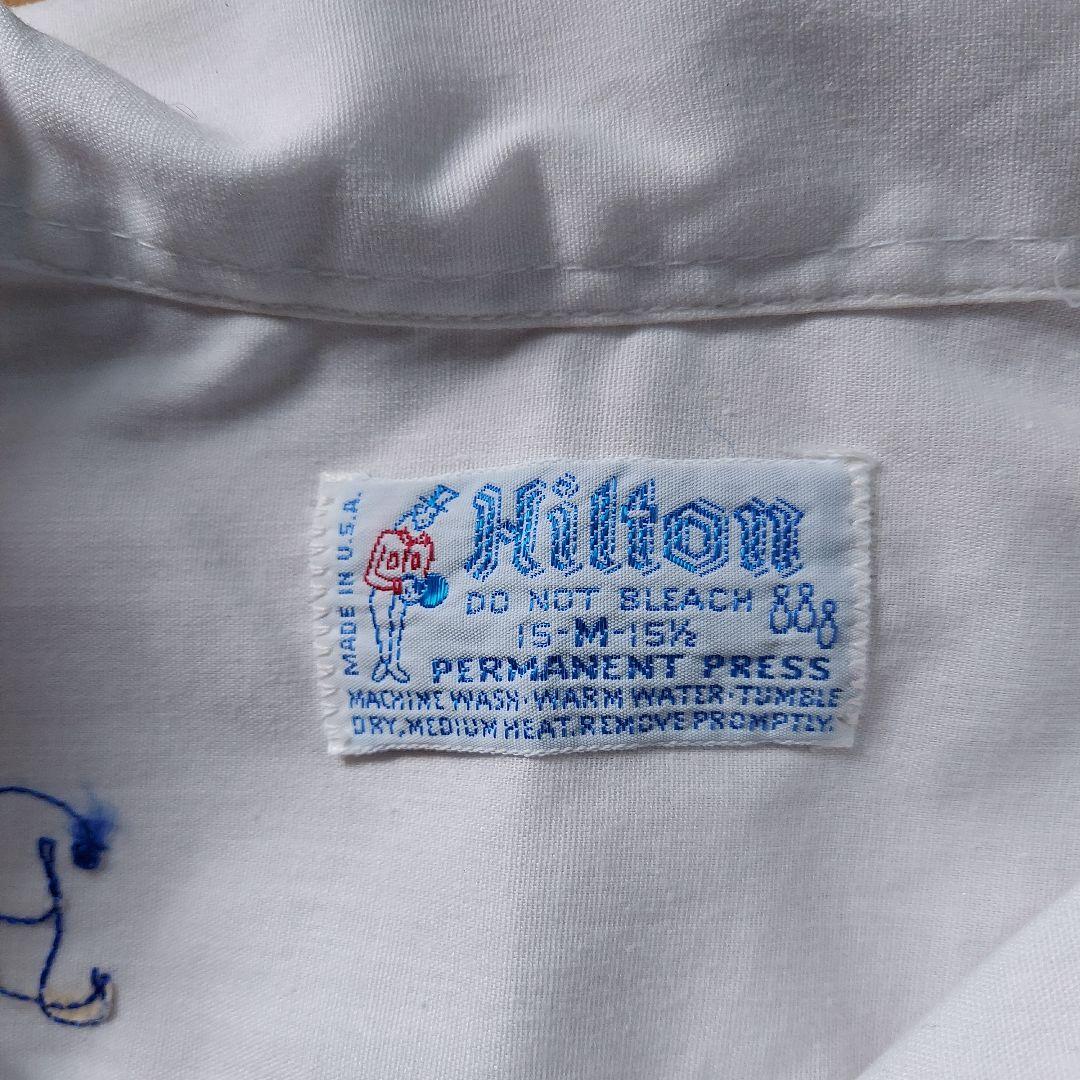 MADE IN U.S.A.
Hilton
DO NOT BLEACH
15-M-15½
PERMANENT PRESS
MACHINE WASH·WARM WATER·TUMBLE
DRY, MEDIUM HEAT. REMOVE PROMPTLY.